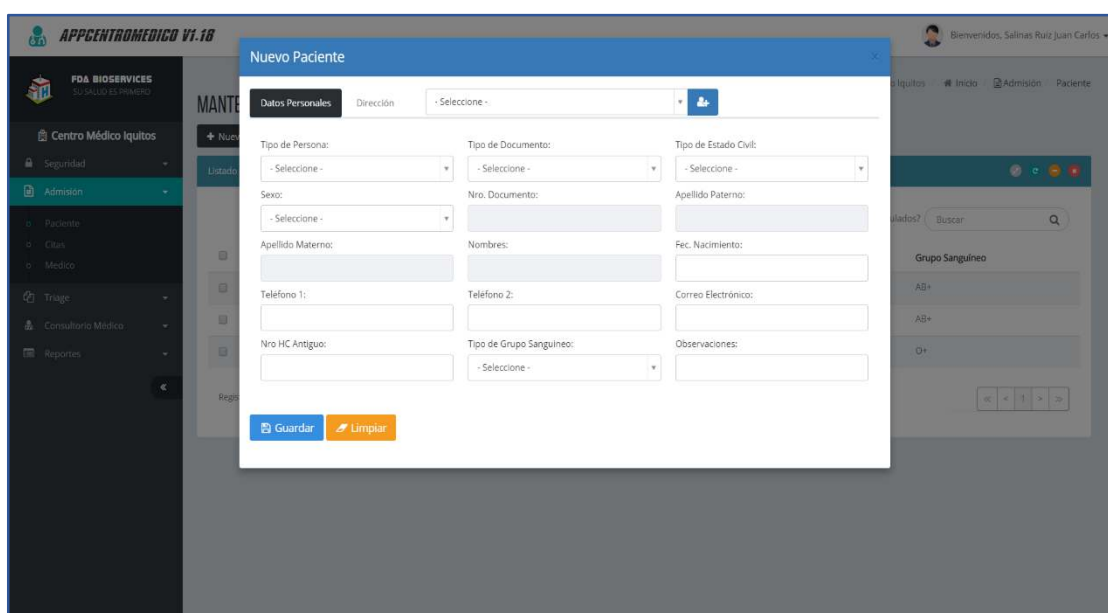 APPCENTROMEDICO V1.18
Bienvenidos, Salinas Ruiz Juan Carlos
Nuevo Paciente
FDA BIOSERVICES
SU SALUD ES PRIMERO
Iquitos Inicio Admisión Paciente
MANTE
Datos Personales Dirección - Seleccione -
Centro Médico Iquitos
+ Nuev
Tipo de Persona: Tipo de Documento: Tipo de Estado Civil:
Seguridad
Listado
- Seleccione - - Seleccione - - Seleccione -
Admisión
Sexo: Nro. Documento: Apellido Paterno:
Paciente
- Seleccione -
ulados? Buscar
Citas
Apellido Materno: Nombres: Fec. Nacimiento:
Medico
Grupo Sanguíneo
AB+
Triage
Teléfono 1: Teléfono 2: Correo Electrónico:
Consultorio Médico
AB+
Nro HC Antiguo: Tipo de Grupo Sanguineo: Observaciones:
Reportes
O+
- Seleccione -
Regis
« < 1 > »
Guardar Limpiar